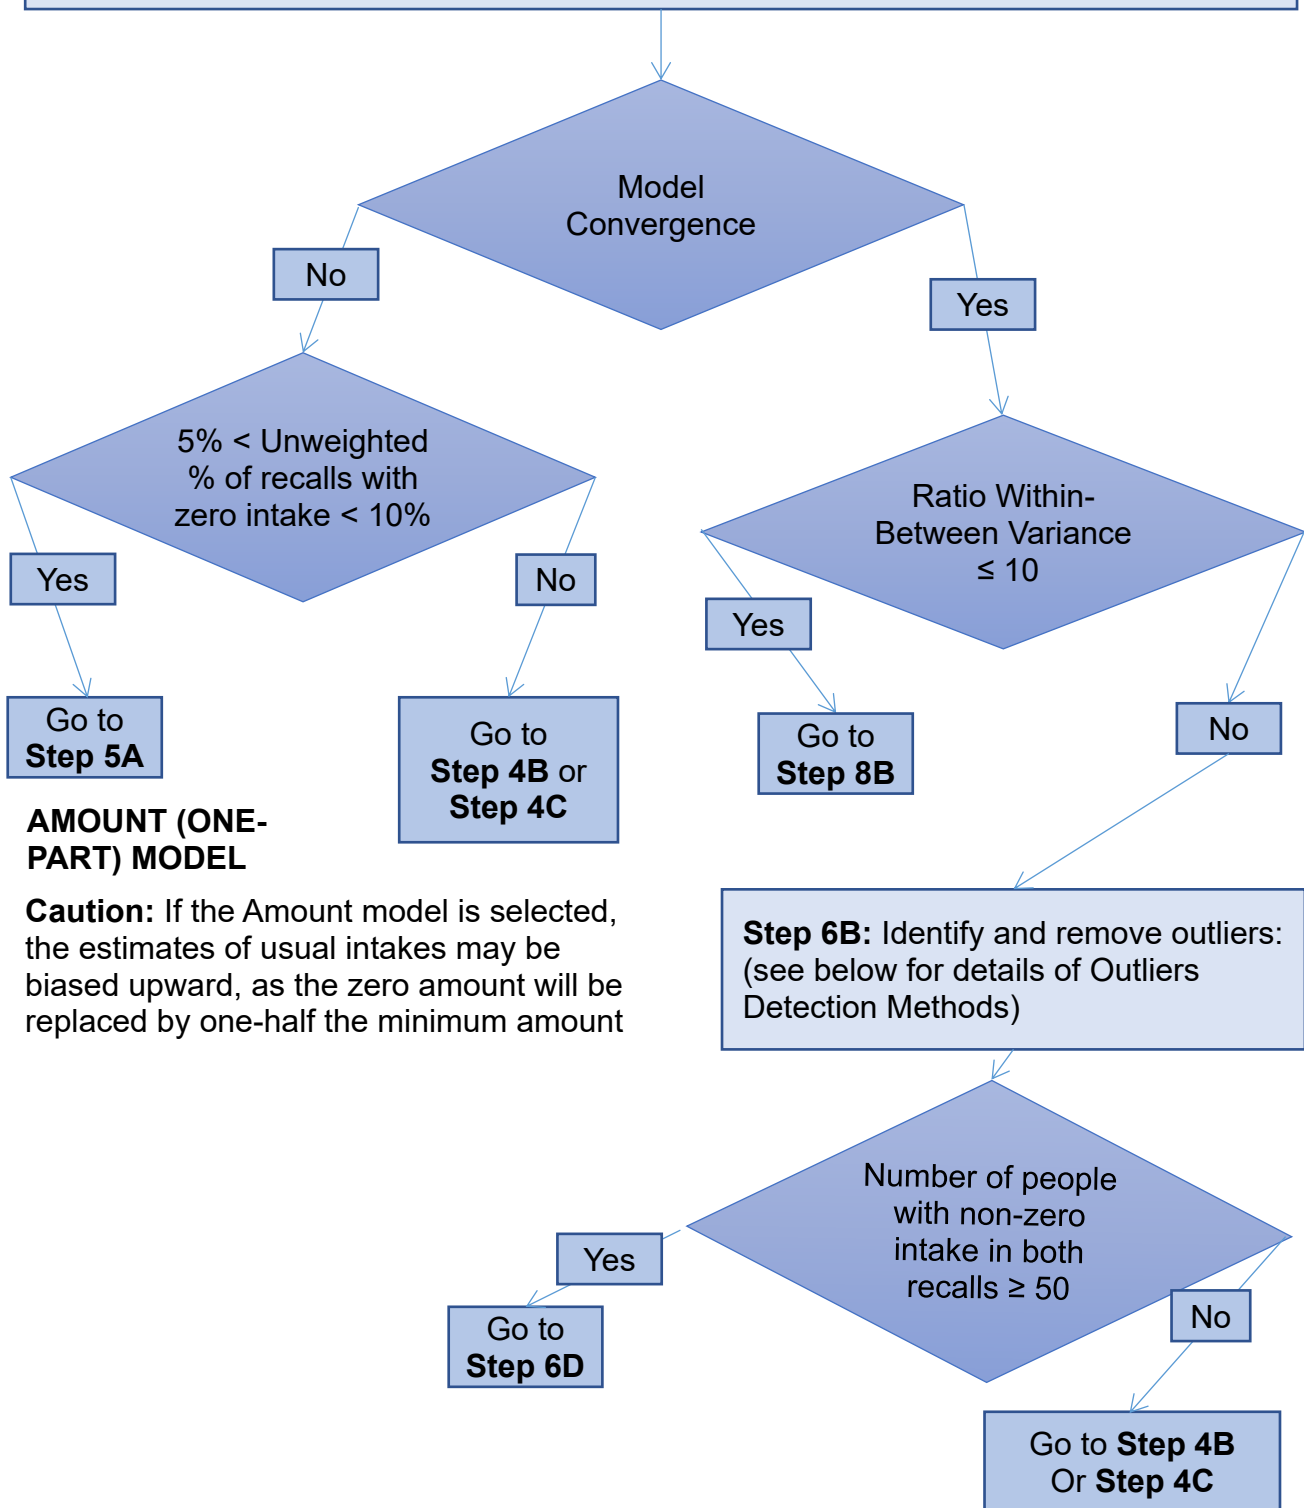 Model
Convergence
No
Yes
5% < Unweighted
% of recalls with
zero intake < 10%
Ratio Within-
Between Variance
≤ 10
Yes
No
Yes
No
Go to
Step 5A
Go to
Step 4B or
Step 4C
Go to
Step 8B
AMOUNT (ONE-
PART) MODEL
Caution: If the Amount model is selected,
the estimates of usual intakes may be
biased upward, as the zero amount will be
replaced by one-half the minimum amount
Step 6B: Identify and remove outliers:
(see below for details of Outliers
Detection Methods)
Number of people
with non-zero
intake in both
recalls ≥ 50
Yes
No
Go to
Step 6D
Go to Step 4B
Or Step 4C